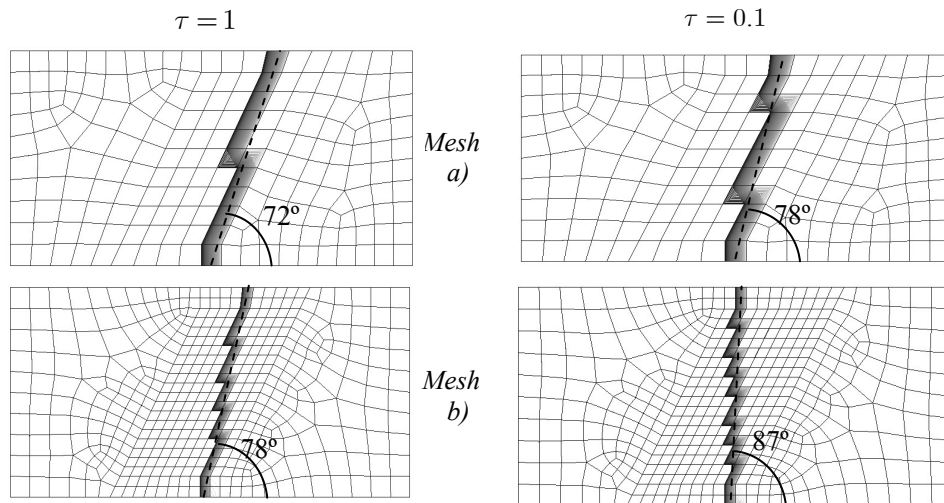 τ = 1
τ = 0.1
72º
Mesh
a)
78º
78º
Mesh
b)
87º